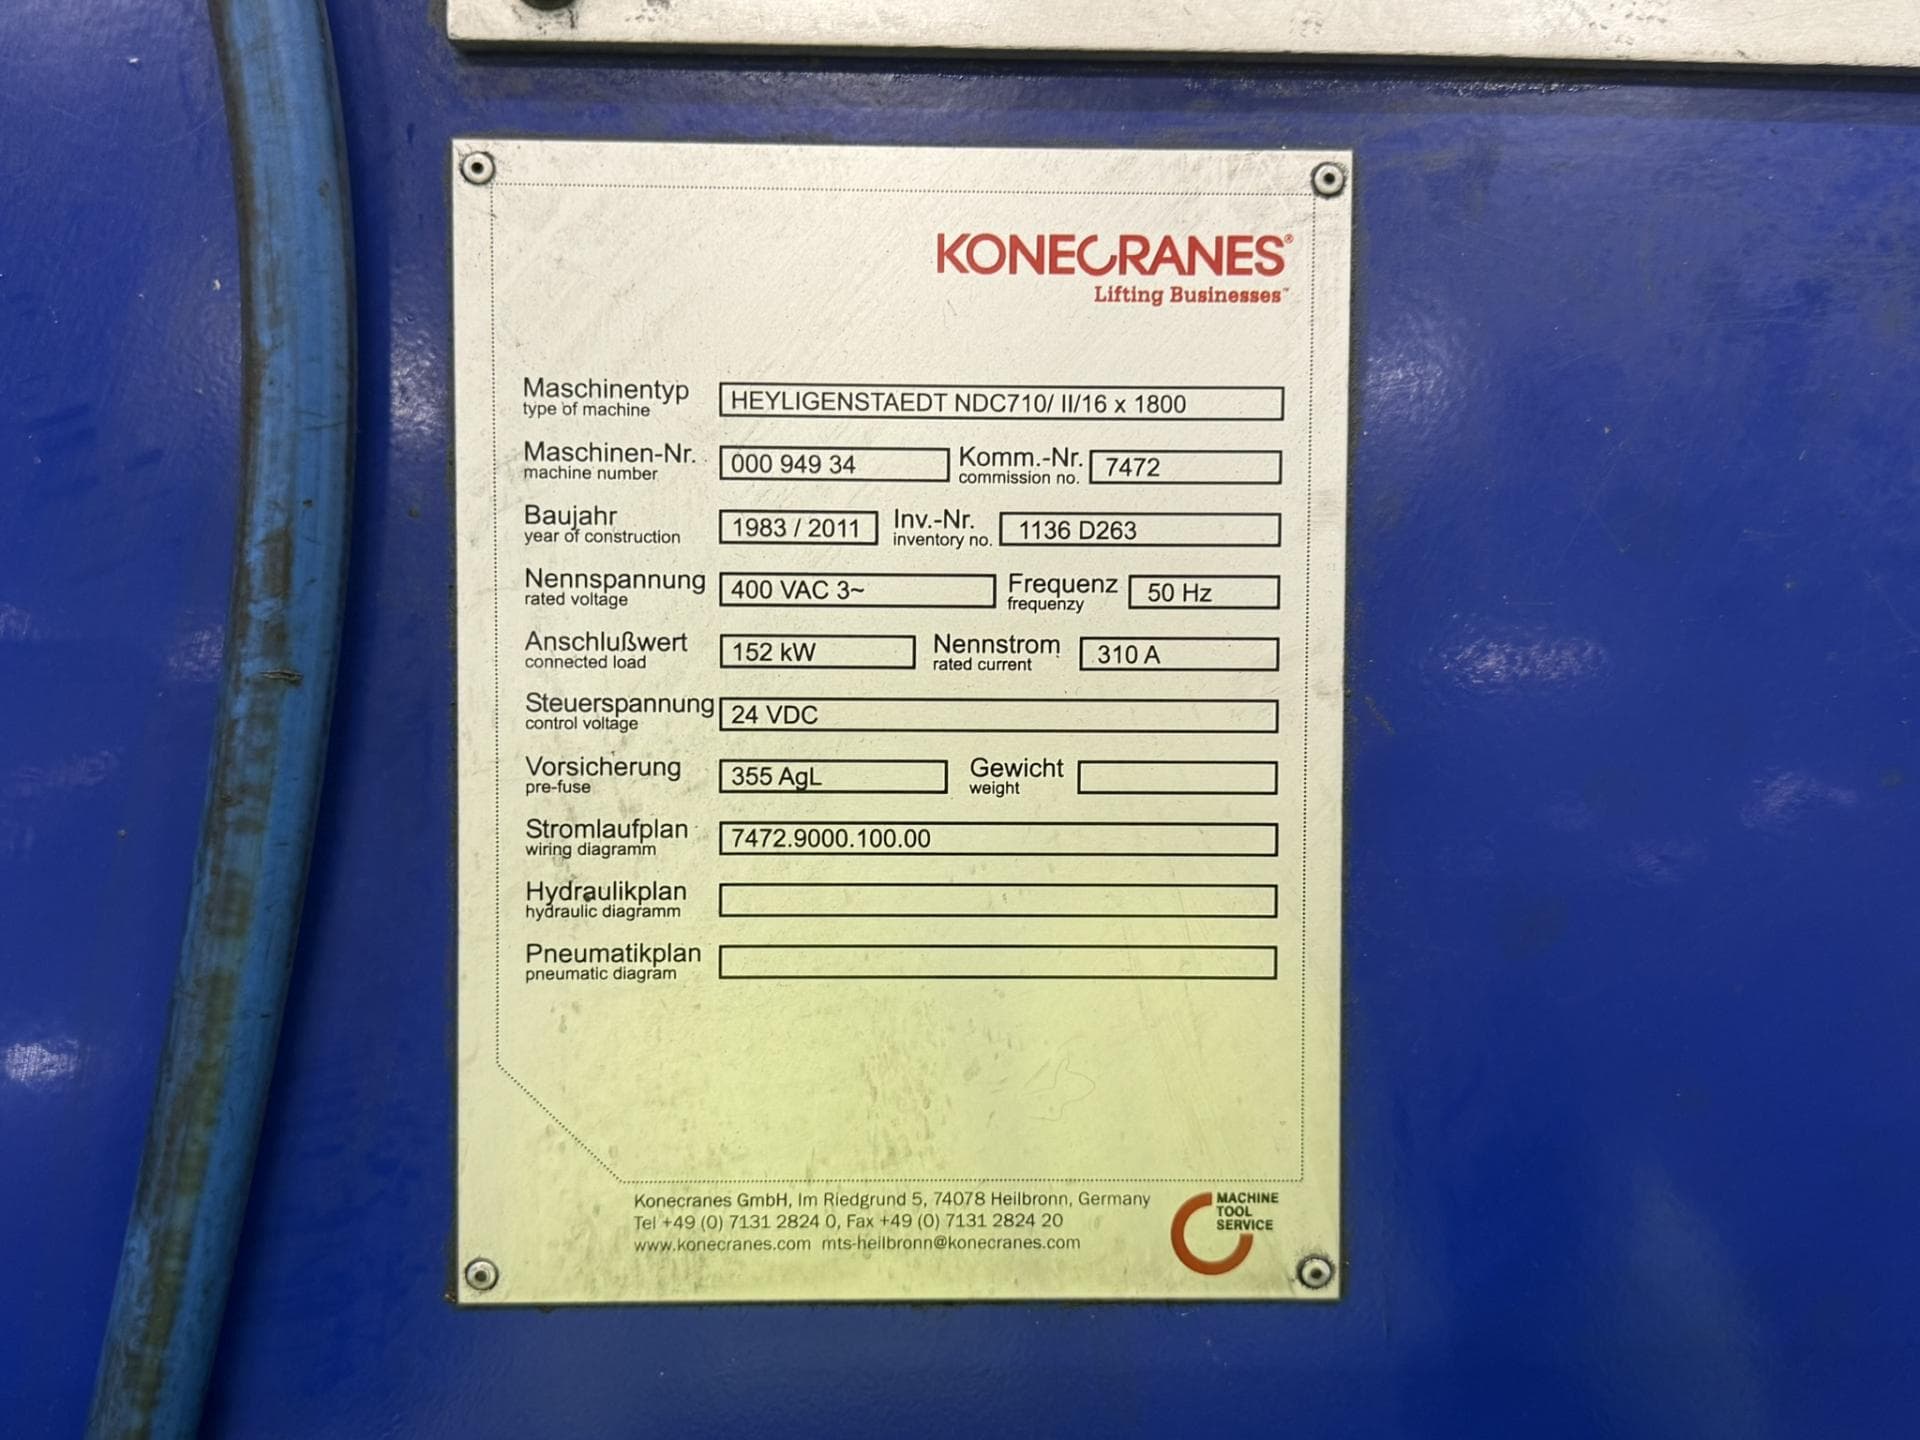 KONECRANES®
Lifting Businesses™
Maschinentyp HEYLIGENSTAEDT NDC710/ II/16 x 1800
type of machine
Maschinen-Nr. 000 949 34 Komm.-Nr. 7472
machine number commission no.
Baujahr 1983 / 2011 Inv.-Nr. 1136 D263
year of construction inventory no.
Nennspannung 400 VAC 3~ Frequenz 50 Hz
rated voltage frequenzy
Anschlußwert 152 kW Nennstrom 310 A
connected load rated current
Steuerspannung 24 VDC
control voltage
Vorsicherung 355 AgL Gewicht
pre-fuse weight
Stromlaufplan 7472.9000.100.00
wiring diagramm
Hydraulikplan
hydraulic diagramm
Pneumatikplan
pneumatic diagram
Konecranes GmbH, Im Riedgrund 5, 74078 Heilbronn, Germany
Tel +49 (0) 7131 2824 0, Fax +49 (0) 7131 2824 20
www.konecranes.com mts-heilbronn@konecranes.com
MACHINE
TOOL
SERVICE